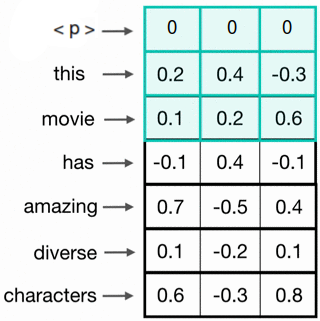 < p > 0 0 0
this 0.2 0.4 -0.3
movie 0.1 0.2 0.6
has -0.1 0.4 -0.1
amazing 0.7 -0.5 0.4
diverse 0.1 -0.2 0.1
characters 0.6 -0.3 0.8